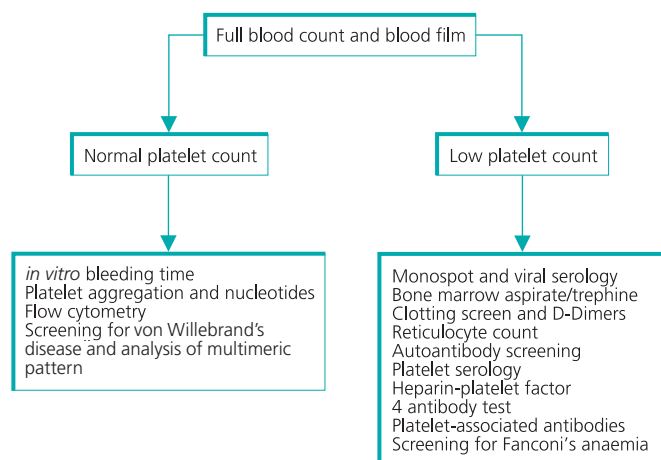 Full blood count and blood film
Normal platelet count
Low platelet count
in vitro bleeding time
Platelet aggregation and nucleotides
Flow cytometry
Screening for von Willebrand's
disease and analysis of multimeric
pattern
Monospot and viral serology
Bone marrow aspirate/trephine
Clotting screen and D-Dimers
Reticulocyte count
Autoantibody screening
Platelet serology
Heparin-platelet factor
4 antibody test
Platelet-associated antibodies
Screening for Fanconi's anaemia